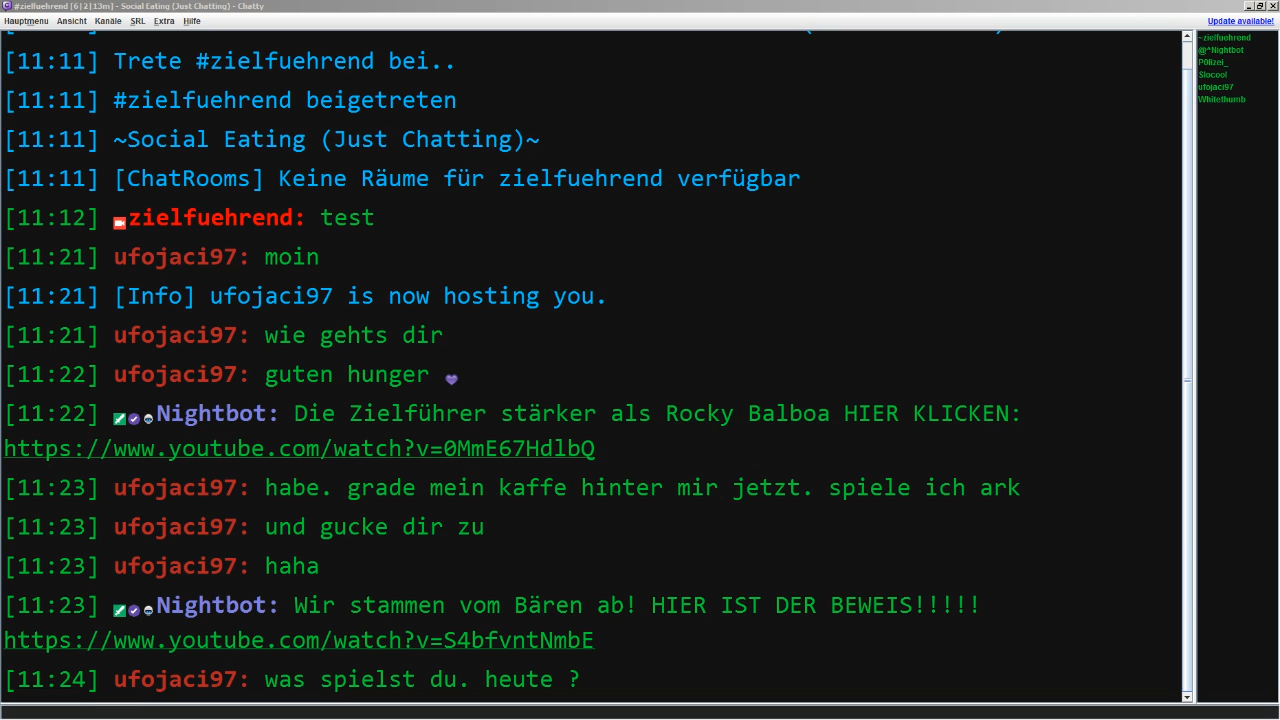 #zielfuehrend [6|2|13m] - Social Eating (Just Chatting) - Chatty
Hauptmenu Ansicht Kanäle SRL Extra Hilfe
Update available!
[11:11] Trete #zielfuehrend bei..
[11:11] #zielfuehrend beigetreten
[11:11] ~Social Eating (Just Chatting)~
[11:11] [ChatRooms] Keine Räume für zielfuehrend verfügbar
[11:12] zielfuehrend: test
[11:21] ufojaci97: moin
[11:21] [Info] ufojaci97 is now hosting you.
[11:21] ufojaci97: wie gehts dir
[11:22] ufojaci97: guten hunger
[11:22] Nightbot: Die Zielführer stärker als Rocky Balboa HIER KLICKEN:
https://www.youtube.com/watch?v=0MmE67HdlbQ
[11:23] ufojaci97: habe. grade mein kaffe hinter mir jetzt. spiele ich ark
[11:23] ufojaci97: und gucke dir zu
[11:23] ufojaci97: haha
[11:23] Nightbot: Wir stammen vom Bären ab! HIER IST DER BEWEIS!!!!!
https://www.youtube.com/watch?v=S4bfvntNmbE
[11:24] ufojaci97: was spielst du. heute ?
~zielfuehrend
@^Nightbot
P0lizei_
Slocool
ufojaci97
Whitethumb